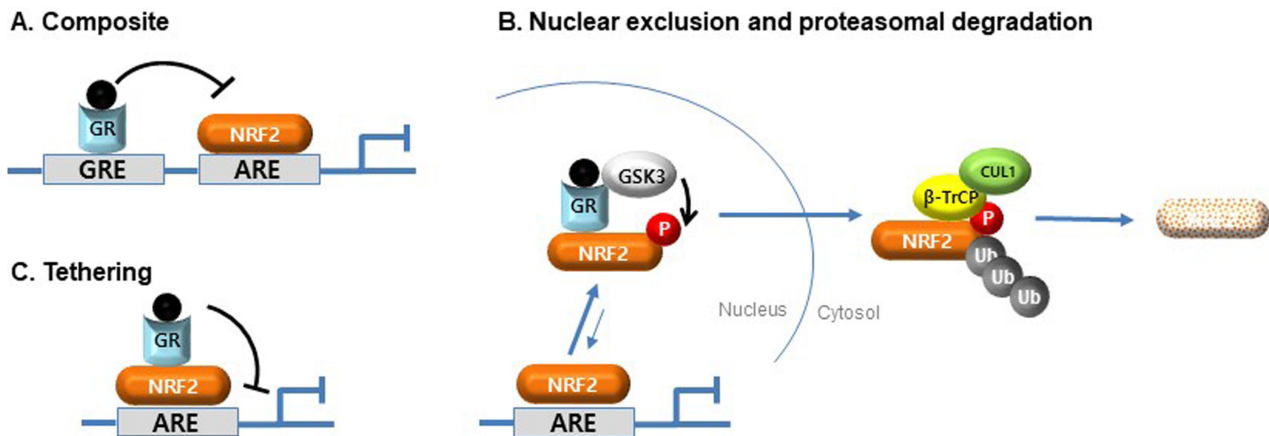 A. Composite
GR
NRF2
GRE
ARE
B. Nuclear exclusion and proteasomal degradation
GSK3
GR
P
NRF2
CUL1
β-TrCP
P
NRF2
Ub
Ub
Ub
Nucleus
Cytosol
NRF2
ARE
C. Tethering
GR
NRF2
ARE